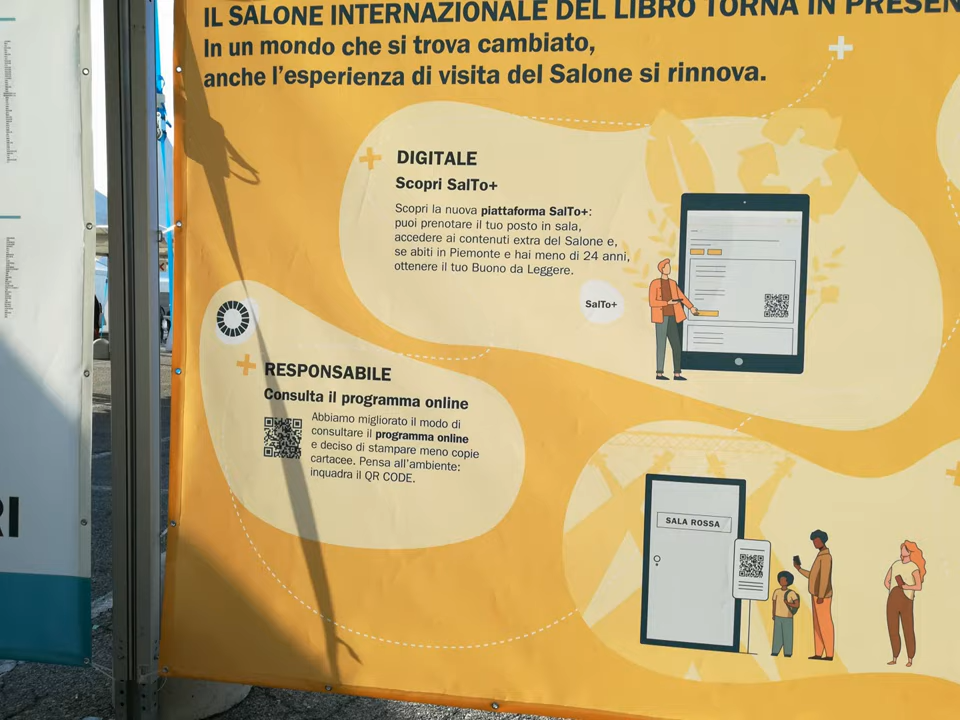 IL SALONE INTERNAZIONALE DEL LIBRO TORNA IN PRESEN
In un mondo che si trova cambiato,
anche l'esperienza di visita del Salone si rinnova.
DIGITALE
Scopri SalTo+
Scopri la nuova piattaforma SalTo+:
puoi prenotare il tuo posto in sala,
accedere ai contenuti extra del Salone e,
se abiti in Piemonte e hai meno di 24 anni,
ottenere il tuo Buono da Leggere.
SalTo+
RESPONSABILE
Consulta il programma online
Abbiamo migliorato il modo di
consultare il programma online
e deciso di stampare meno copie
cartacee. Pensa all'ambiente:
inquadra il QR CODE.
SALA ROSSA
RI